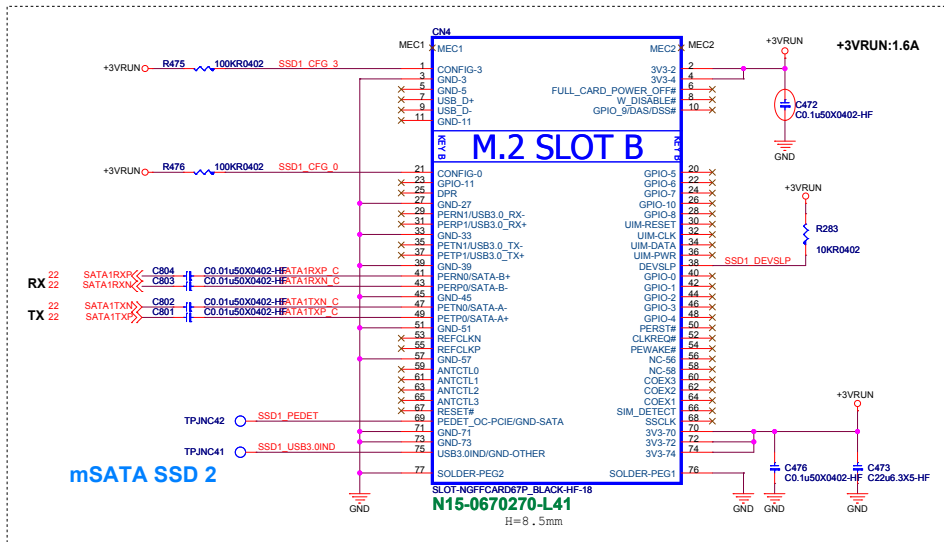 CN4
MEC1 MEC1 MEC2 MEC2
+3VRUN +3VRUN:1.6A
+3VRUN R475 100KR0402 SSD1_CFG_3 1 CONFIG-3 3V3-2 2
3 GND-3 3V3-4 4
5 GND-5 FULL_CARD_POWER_OFF# 6
7 USB_D+ W_DISABLE# 8
9 USB_D- GPIO_9/DAS/DSS# 10
11 GND-11
C472
C0.1u50X0402-HF
GND
KEY B M.2 SLOT B KEY B
+3VRUN R476 100KR0402 SSD1_CFG_0 21 CONFIG-0 GPIO-5 20
23 GPIO-11 GPIO-6 22
25 DPR GPIO-7 24
27 GND-27 GPIO-10 26
29 PERN1/USB3.0_RX- GPIO-8 28
31 PERP1/USB3.0_RX+ UIM-RESET 30
33 GND-33 UIM-CLK 32
35 PETN1/USB3.0_TX- UIM-DATA 34
37 PETP1/USB3.0_TX+ UIM-PWR 36
39 GND-39 DEVSLP 38 SSD1_DEVSLP
+3VRUN
R283
10KR0402
RX 22 SATA1RXP C804 C0.01u50X0402-HF ATA1RXP_C 41 PERN0/SATA-B+ GPIO-0 40
22 SATA1RXN C803 C0.01u50X0402-HF ATA1RXN_C 43 PERP0/SATA-B- GPIO-1 42
45 GND-45 GPIO-2 44
22 SATA1TXN C802 C0.01u50X0402-HF ATA1TXN_C 47 PETN0/SATA-A- GPIO-3 46
TX 22 SATA1TXP C801 C0.01u50X0402-HF ATA1TXP_C 49 PETP0/SATA-A+ GPIO-4 48
51 GND-51 PERST# 50
53 REFCLKN CLKREQ# 52
55 REFCLKP PEWAKE# 54
57 GND-57 NC-56 56
59 ANTCTL0 NC-58 58
61 ANTCTL1 COEX3 60
63 ANTCTL2 COEX2 62
65 ANTCTL3 COEX1 64
67 RESET# SIM_DETECT 66
TPJNC42 SSD1_PEDET 69 PEDET_OC-PCIE/GND-SATA SSCLK 68
71 GND-71 3V3-70 70
73 GND-73 3V3-72 72
TPJNC41 SSD1_USB3.0IND 75 USB3.0IND/GND-OTHER 3V3-74 74
77 SOLDER-PEG2 SOLDER-PEG1 76
+3VRUN
C476
C0.1u50X0402-HF
C473
C22u6.3X5-HF
GND GND GND GND
mSATA SSD 2
SLOT-NGFFCARD67P_BLACK-HF-18
N15-0670270-L41
H=8.5mm